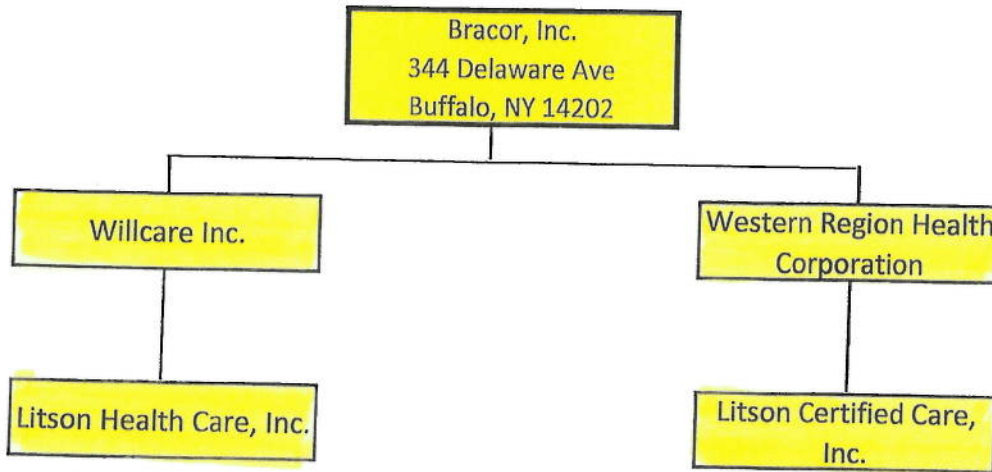 Bracor, Inc.
344 Delaware Ave
Buffalo, NY 14202
Willcare Inc.
Western Region Health
Corporation
Litson Health Care, Inc.
Litson Certified Care,
Inc.